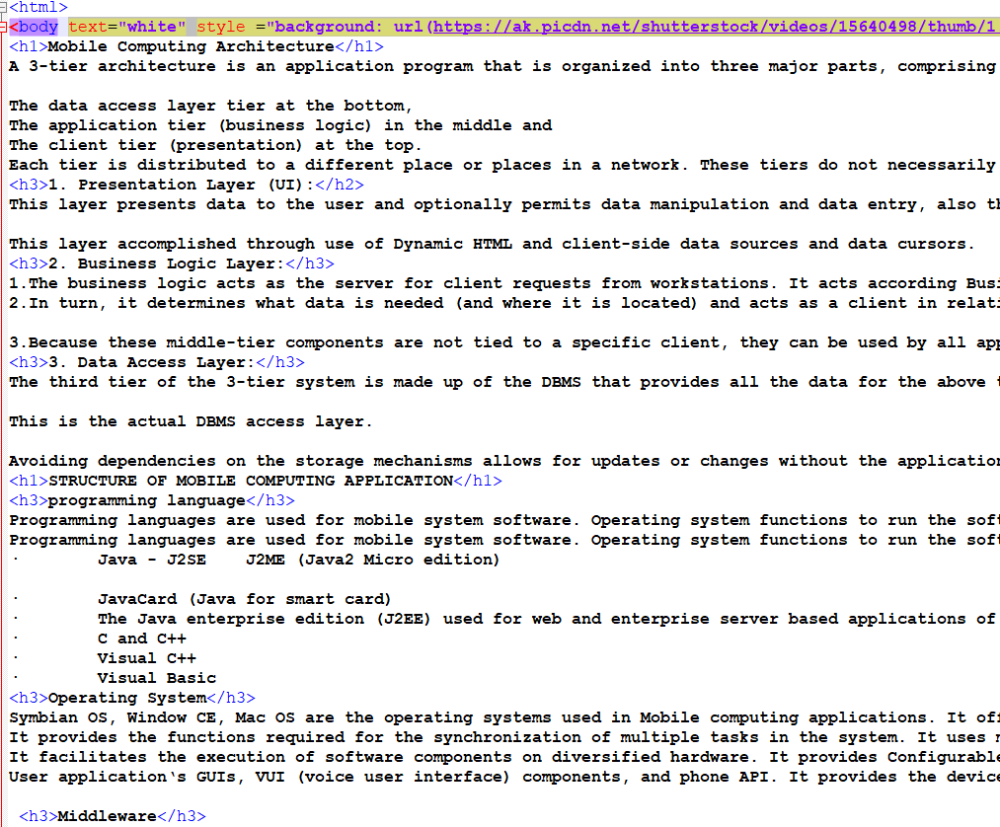 <html>
<body text="white" style ="background: url(https://ak.picdn.net/shutterstock/videos/15640498/thumb/1
<h1>Mobile Computing Architecture</h1>
A 3-tier architecture is an application program that is organized into three major parts, comprising
The data access layer tier at the bottom,
The application tier (business logic) in the middle and
The client tier (presentation) at the top.
Each tier is distributed to a different place or places in a network. These tiers do not necessarily
<h3>1. Presentation Layer (UI):</h2>
This layer presents data to the user and optionally permits data manipulation and data entry, also th
This layer accomplished through use of Dynamic HTML and client-side data sources and data cursors.
<h3>2. Business Logic Layer:</h3>
1.The business logic acts as the server for client requests from workstations. It acts according Busi
2.In turn, it determines what data is needed (and where it is located) and acts as a client in relati
3.Because these middle-tier components are not tied to a specific client, they can be used by all app
<h3>3. Data Access Layer:</h3>
The third tier of the 3-tier system is made up of the DBMS that provides all the data for the above t
This is the actual DBMS access layer.
Avoiding dependencies on the storage mechanisms allows for updates or changes without the application
<h1>STRUCTURE OF MOBILE COMPUTING APPLICATION</h1>
<h3>programming language</h3>
Programming languages are used for mobile system software. Operating system functions to run the soft
Programming languages are used for mobile system software. Operating system functions to run the soft
· Java - J2SE J2ME (Java2 Micro edition)
· JavaCard (Java for smart card)
· The Java enterprise edition (J2EE) used for web and enterprise server based applications of
· C and C++
· Visual C++
· Visual Basic
<h3>Operating System</h3>
Symbian OS, Window CE, Mac OS are the operating systems used in Mobile computing applications. It off
It provides the functions required for the synchronization of multiple tasks in the system. It uses m
It facilitates the execution of software components on diversified hardware. It provides Configurable
User application‛s GUIs, VUI (voice user interface) components, and phone API. It provides the device
<h3>Middleware</h3>